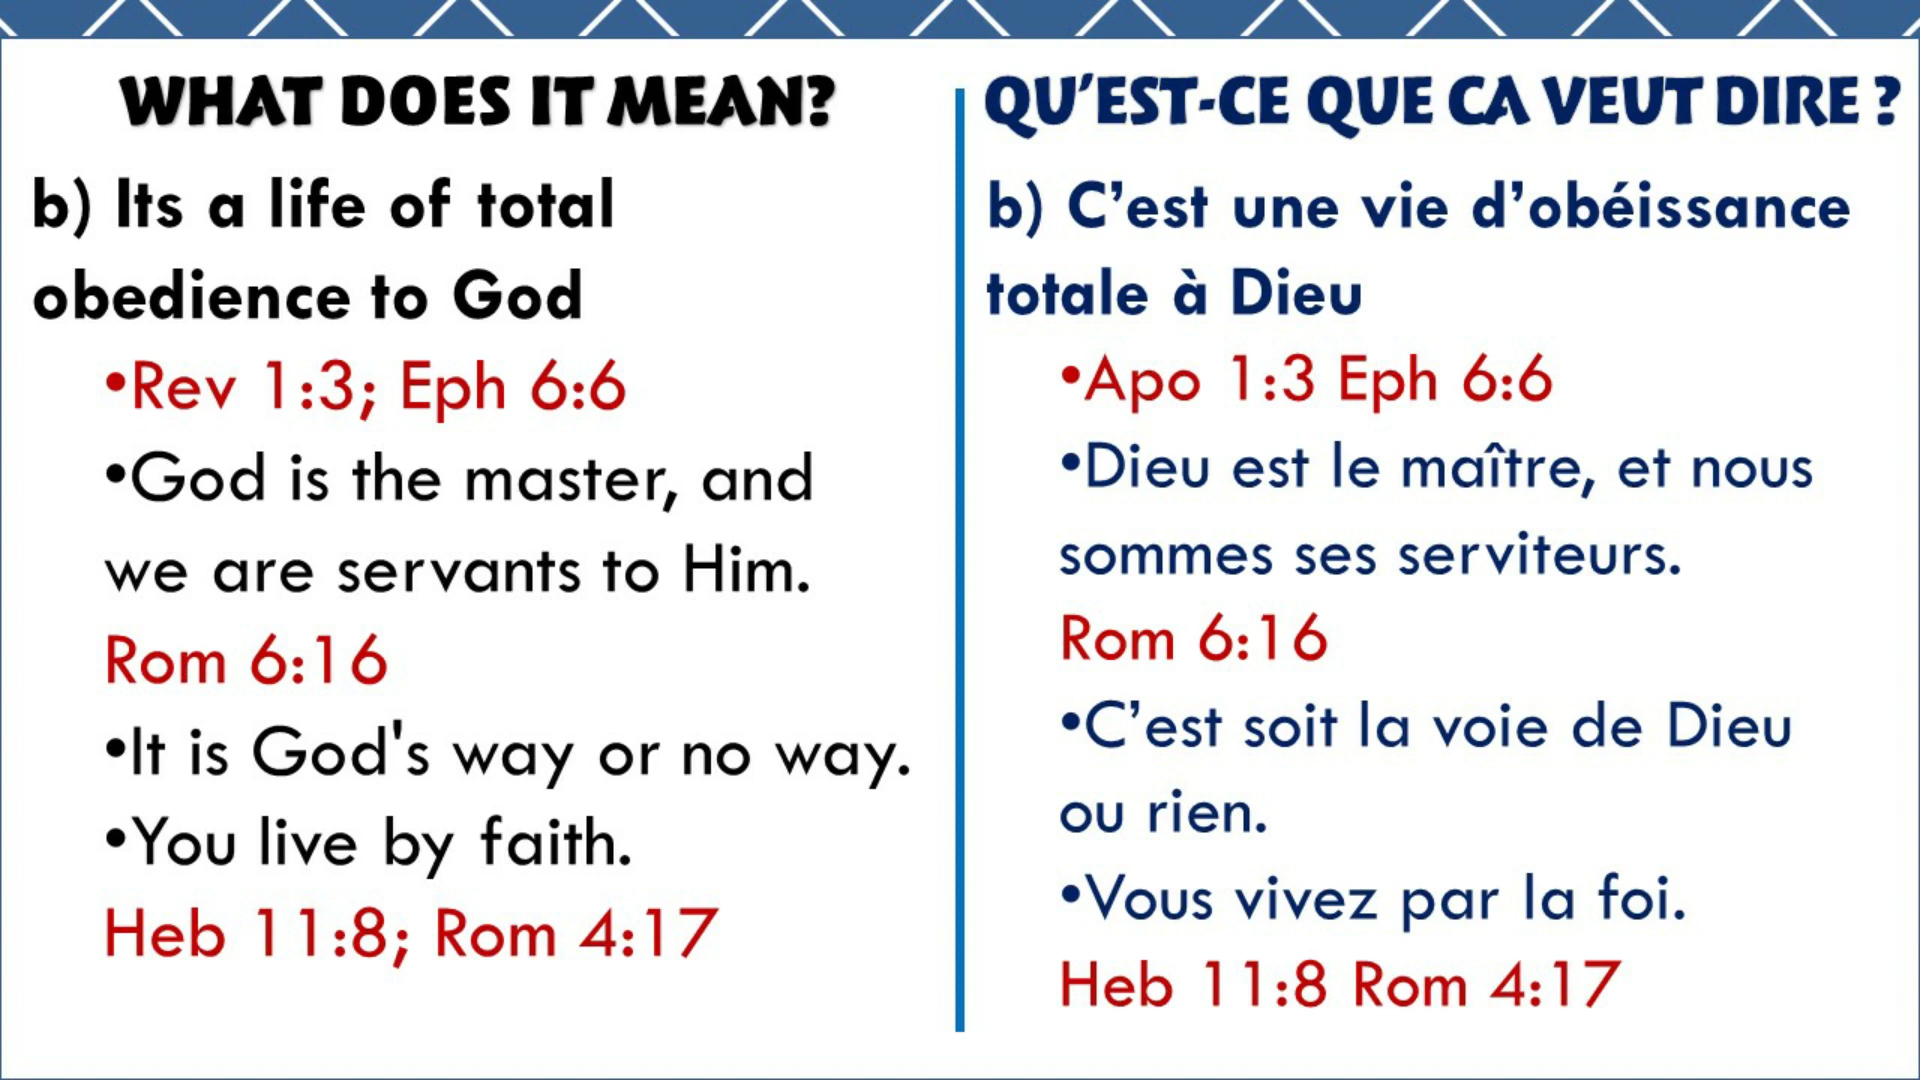 WHAT DOES IT MEAN?
b) Its a life of total
obedience to God
•Rev 1:3; Eph 6:6
•God is the master, and
we are servants to Him.
Rom 6:16
•It is God's way or no way.
•You live by faith.
Heb 11:8; Rom 4:17
QU’EST-CE QUE CA VEUT DIRE ?
b) C’est une vie d’obéissance
totale à Dieu
•Apo 1:3 Eph 6:6
•Dieu est le maître, et nous
sommes ses serviteurs.
Rom 6:16
•C’est soit la voie de Dieu
ou rien.
•Vous vivez par la foi.
Heb 11:8 Rom 4:17